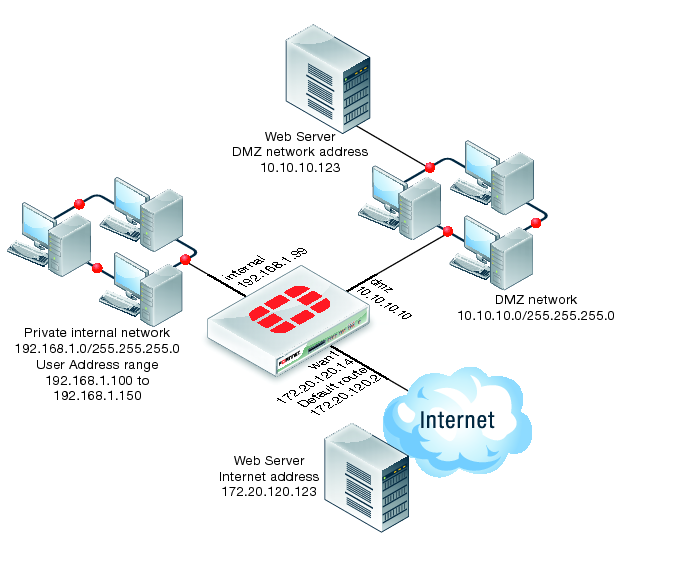 Web Server
DMZ network address
10.10.10.123
internal
192.168.1.99
dmz
10.10.10.10
DMZ network
10.10.10.0/255.255.255.0
Private internal network
192.168.1.0/255.255.255.0
User Address range
192.168.1.100 to
192.168.1.150
wan1
172.20.120.14
Default route
172.20.120.2
Internet
Web Server
Internet address
172.20.120.123